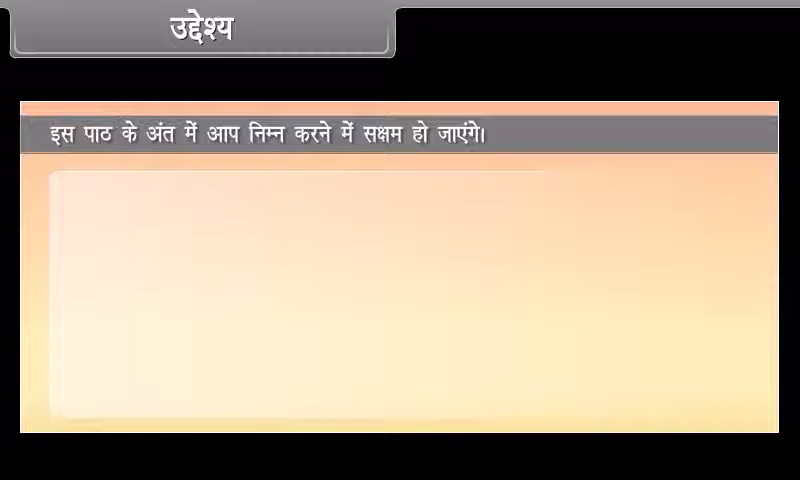 उद्देश्य
इस पाठ के अंत में आप निम्न करने में सक्षम हो जाएंगे।